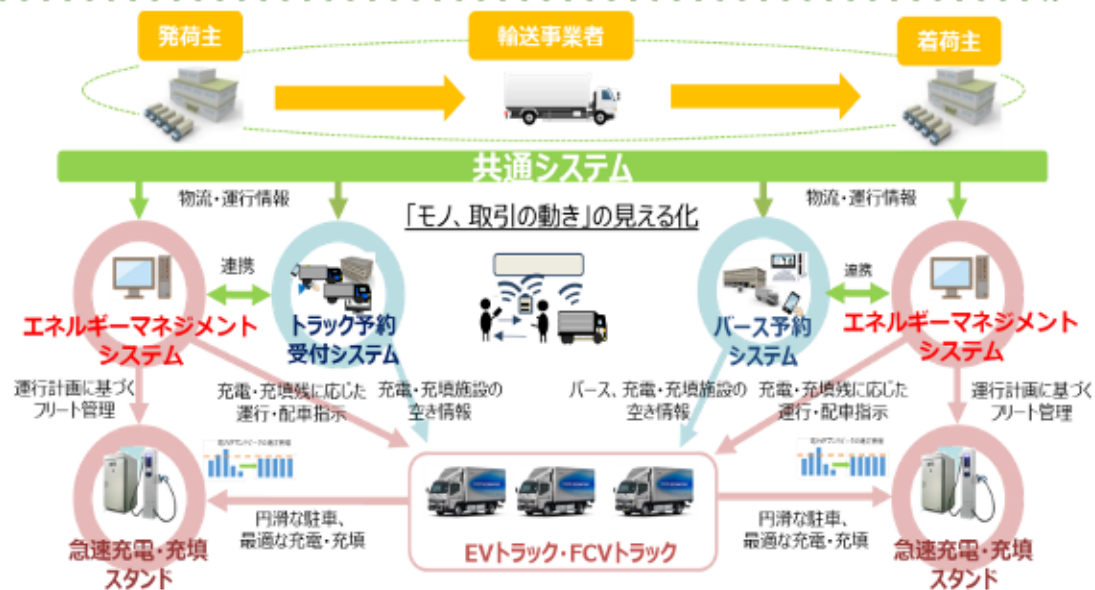 発荷主
輸送事業者
着荷主
共通システム
物流・運行情報
物流・運行情報
「モノ、取引の動き」の見える化
連携
連携
エネルギーマネジメント
システム
トラック予約
受付システム
バース予約
システム
エネルギーマネジメント
システム
運行計画に基づく
フリート管理
充電・充填残に応じた
運行・配車指示
充電・充填施設の
空き情報
バース、充電・充填施設の
空き情報
充電・充填残に応じた
運行・配車指示
運行計画に基づく
フリート管理
円滑な駐車、
最適な充電・充填
EVトラック・FCVトラック
円滑な駐車、
最適な充電・充填
急速充電・充填
スタンド
急速充電・充填
スタンド